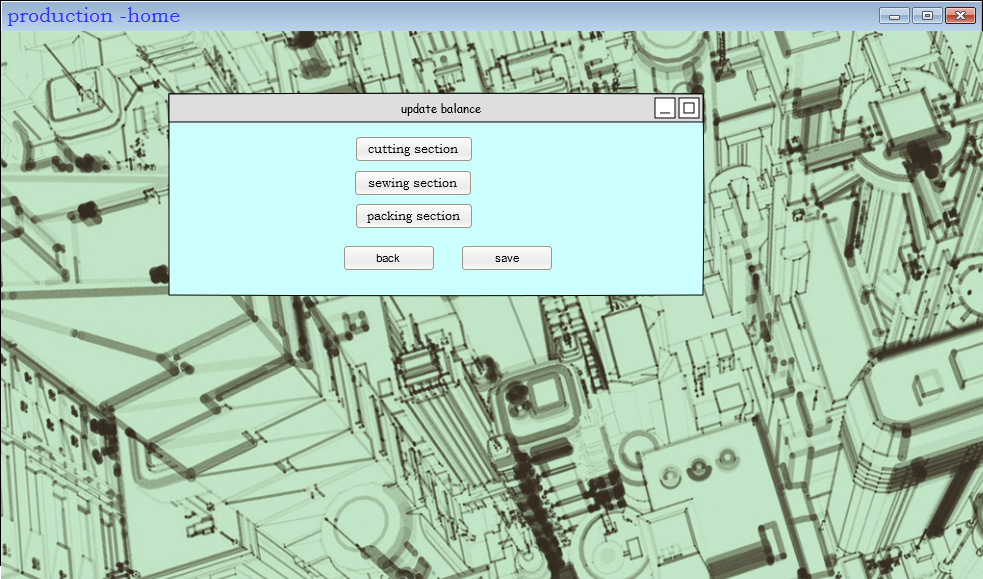 production -home
update balance
cutting section
sewing section
packing section
back save